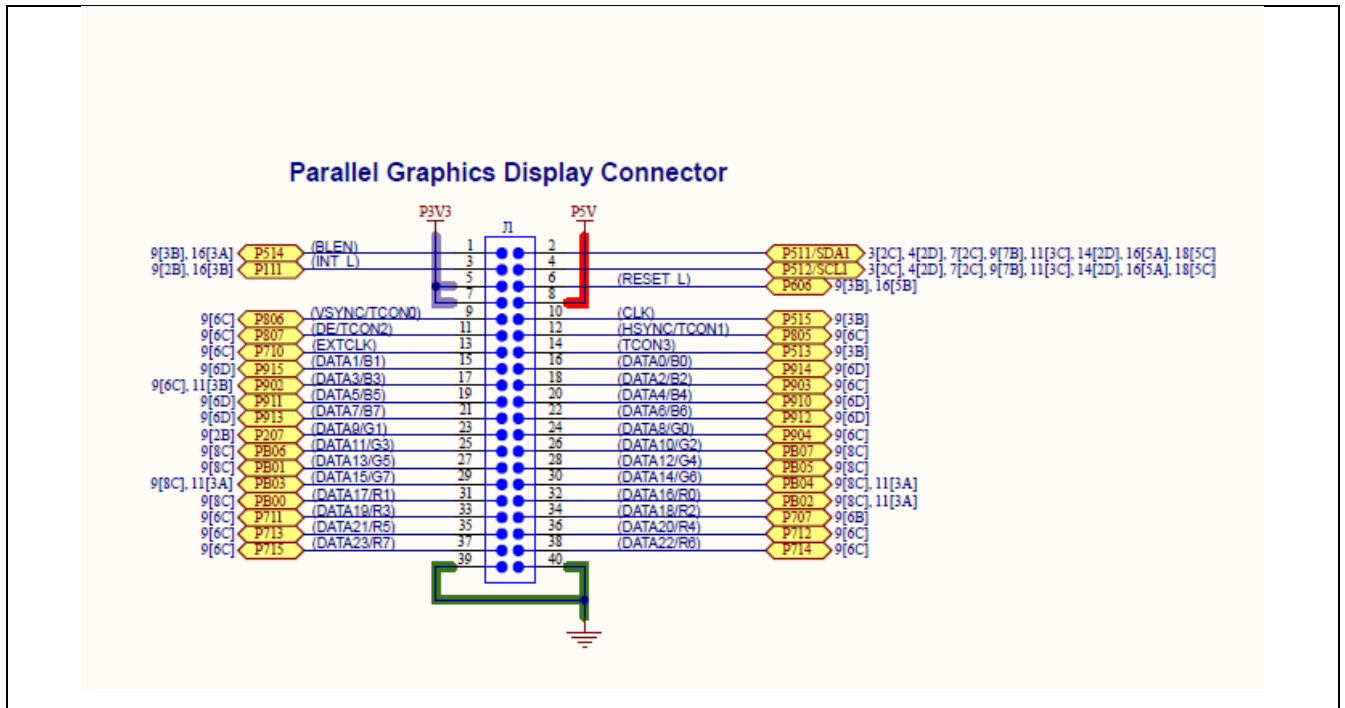 Parallel Graphics Display Connector
P3V3 J1 P5V
9[3B], 16[3A] P514 (BLEN) 1 2 P511/SDA1 3[2C], 4[2D], 7[2C], 9[7B], 11[3C], 14[2D], 16[5A], 18[5C]
9[2B], 16[3B] P111 (INT_L) 3 4 P512/SCL1 3[2C], 4[2D], 7[2C], 9[7B], 11[3C], 14[2D], 16[5A], 18[5C]
5 6 (RESET_L) P606 9[3B], 16[5B]
7 8
9[6C] P806 (VSYNC/TCON0) 9 10 (CLK) P515 9[3B]
9[6C] P807 (DE/TCON2) 11 12 (HSYNC/TCON1) P805 9[6C]
9[6C] P710 (EXTCLK) 13 14 (TCON3) P513 9[3B]
9[6D] P915 (DATA1/B1) 15 16 (DATA0/B0) P914 9[6D]
9[6C], 11[3B] P902 (DATA3/B3) 17 18 (DATA2/B2) P903 9[6C]
9[6D] P911 (DATA5/B5) 19 20 (DATA4/B4) P910 9[6D]
9[6D] P913 (DATA7/B7) 21 22 (DATA6/B6) P912 9[6D]
9[2B] P207 (DATA9/G1) 23 24 (DATA8/G0) P904 9[6C]
9[8C] PB06 (DATA11/G3) 25 26 (DATA10/G2) PB07 9[8C]
9[8C] PB01 (DATA13/G5) 27 28 (DATA12/G4) PB05 9[8C]
9[8C], 11[3A] PB03 (DATA15/G7) 29 30 (DATA14/G6) PB04 9[8C], 11[3A]
9[8C] PB00 (DATA17/R1) 31 32 (DATA16/R0) PB02 9[8C], 11[3A]
9[6C] P711 (DATA19/R3) 33 34 (DATA18/R2) P707 9[6B]
9[6C] P713 (DATA21/R5) 35 36 (DATA20/R4) P712 9[6C]
9[6C] P715 (DATA23/R7) 37 38 (DATA22/R6) P714 9[6C]
39 40